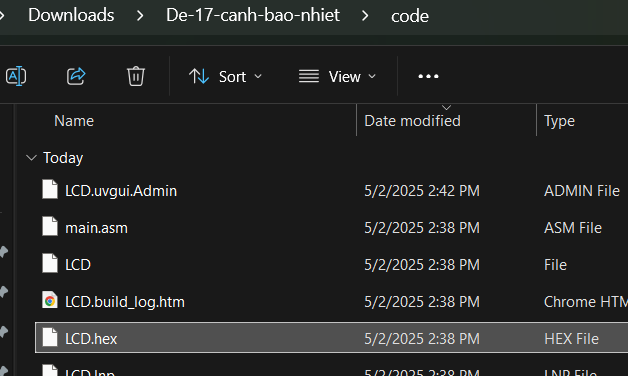 Downloads > De-17-canh-bao-nhiet > code
Sort View
Name Date modified Type
Today
LCD.uvgui.Admin 5/2/2025 2:42 PM ADMIN File
main.asm 5/2/2025 2:38 PM ASM File
LCD 5/2/2025 2:38 PM File
LCD.build_log.htm 5/2/2025 2:38 PM Chrome HTM
LCD.hex 5/2/2025 2:38 PM HEX File
LCD.lnp 5/2/2025 2:38 PM LNP File